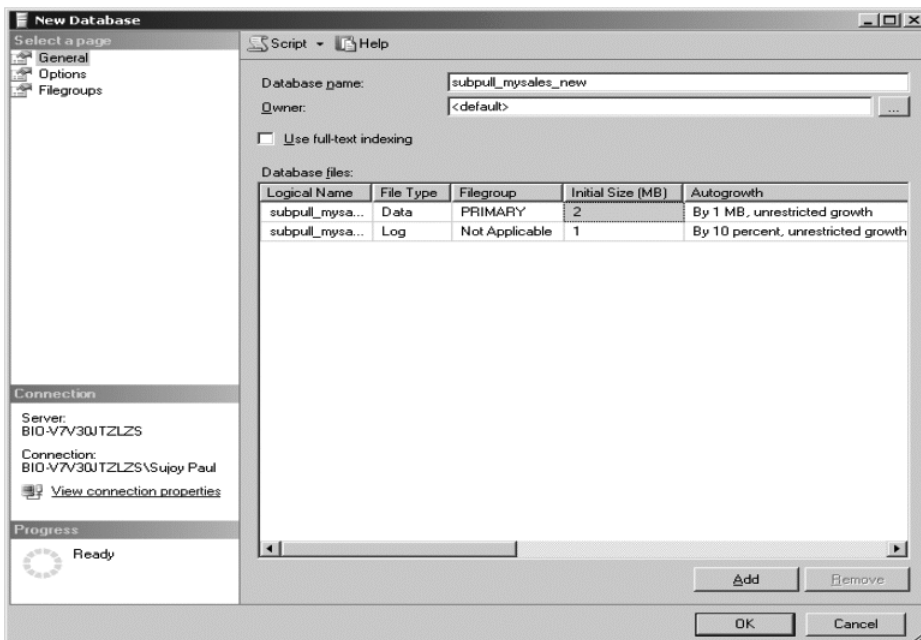 New Database
Select a page
General
Options
Filegroups
Script
Help
Database name:
subpull_mysales_new
Owner:
<default>
...
Use full-text indexing
Database files:
Logical Name File Type Filegroup Initial Size (MB) Autogrowth
subpull_mysa... Data PRIMARY 2 By 1 MB, unrestricted growth
subpull_mysa... Log Not Applicable 1 By 10 percent, unrestricted growth
Connection
Server:
BIO-V7V30JTZLZS
Connection:
BIO-V7V30JTZLZS\Sujoy Paul
View connection properties
Progress
Ready
Add
Remove
OK
Cancel